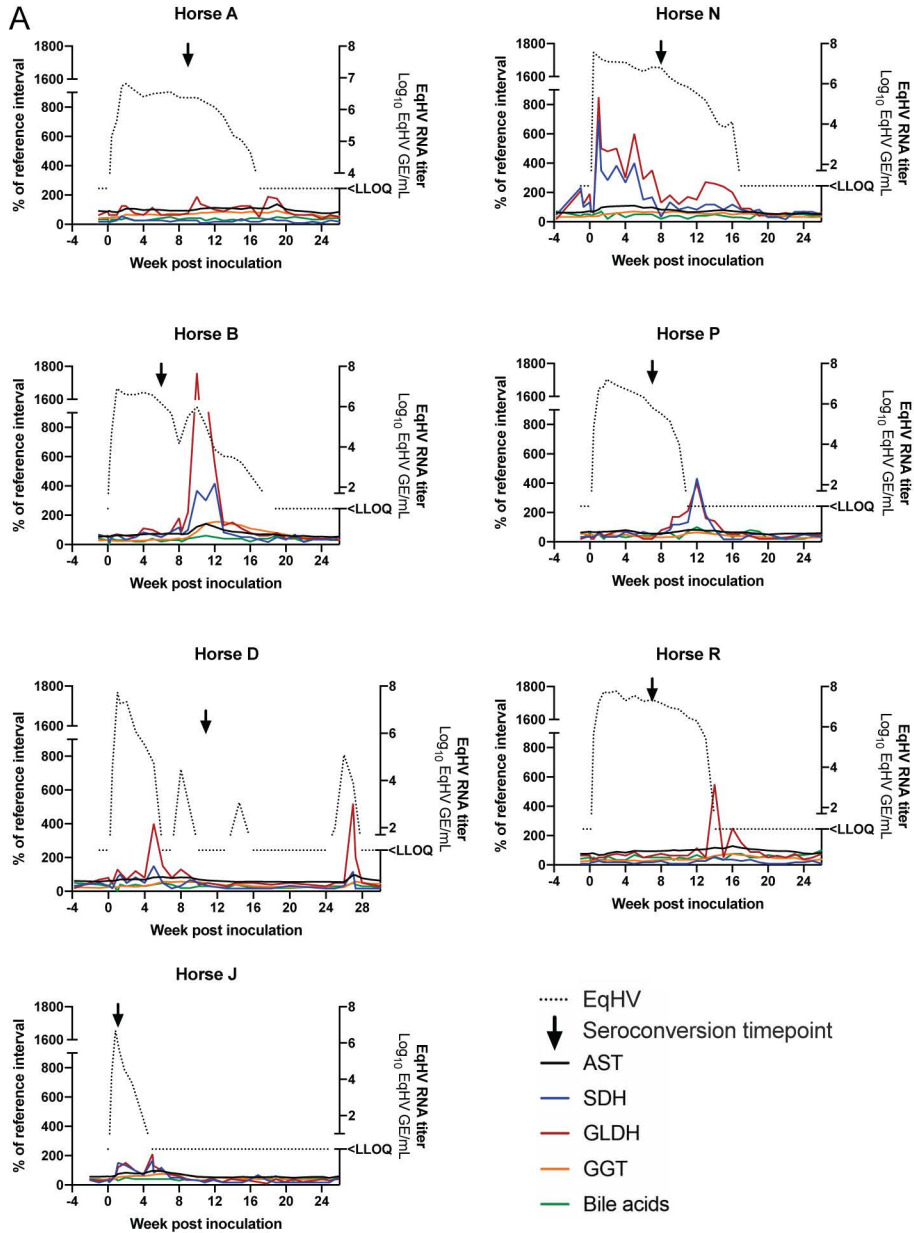 A
Horse A
1800
1600
800
600
400
200
0
-4 0 4 8 12 16 20 24
8
7
6
5
4
<LLOQ
% of reference interval
Week post inoculation
EqHV RNA titer
Log10 EqHV GE/mL
Horse N
1800
1600
800
600
400
200
0
-4 0 4 8 12 16 20 24
8
6
4
2
<LLOQ
% of reference interval
Week post inoculation
EqHV RNA titer
Log10 EqHV GE/mL
Horse B
1800
1600
800
600
400
200
0
-4 0 4 8 12 16 20 24
8
6
4
2
<LLOQ
% of reference interval
Week post inoculation
EqHV RNA titer
Log10 EqHV GE/mL
Horse P
1800
1600
800
600
400
200
0
-4 0 4 8 12 16 20 24
8
6
4
2
<LLOQ
% of reference interval
Week post inoculation
EqHV RNA titer
Log10 EqHV GE/mL
Horse D
1800
1600
800
600
400
200
0
-4 0 4 8 12 16 20 24 28
8
6
4
2
<LLOQ
% of reference interval
Week post inoculation
EqHV RNA titer
Log10 EqHV GE/mL
Horse R
1800
1600
800
600
400
200
0
-4 0 4 8 12 16 20 24
8
6
4
2
<LLOQ
% of reference interval
Week post inoculation
EqHV RNA titer
Log10 EqHV GE/mL
Horse J
1800
1600
800
600
400
200
0
-4 0 4 8 12 16 20 24
8
6
4
2
<LLOQ
% of reference interval
Week post inoculation
EqHV RNA titer
Log10 EqHV GE/mL
EqHV
Seroconversion timepoint
AST
SDH
GLDH
GGT
Bile acids